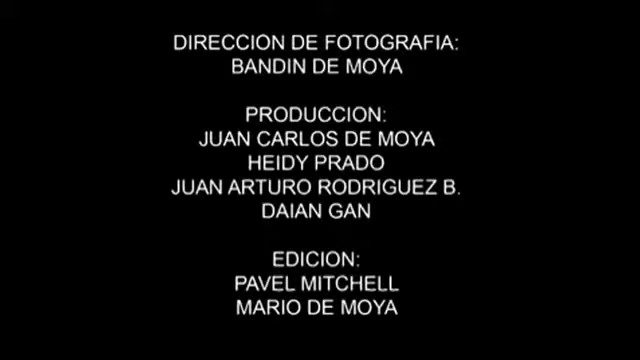 DIRECCION DE FOTOGRAFIA:
BANDIN DE MOYA
PRODUCCION:
JUAN CARLOS DE MOYA
HEIDY PRADO
JUAN ARTURO RODRIGUEZ B.
DAIAN GAN
EDICION:
PAVEL MITCHELL
MARIO DE MOYA